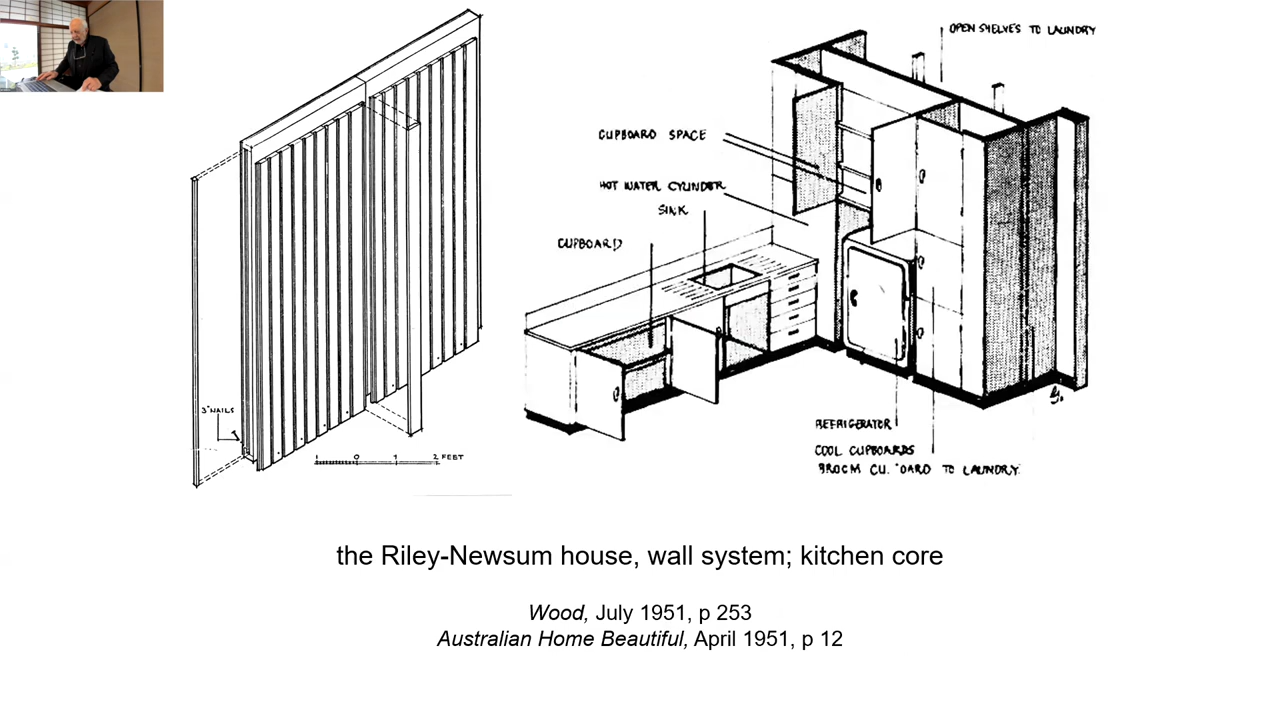 OPEN SHELVES TO LAUNDRY
CUPBOARD SPACE
HOT WATER CYLINDER
SINK
CUPBOARD
3" NAILS
1 0 1 2 FEET
REFRIGERATOR
COOL CUPBOARDS
BROOM CU. OARD TO LAUNDRY
the Riley-Newsum house, wall system; kitchen core
Wood, July 1951, p 253
Australian Home Beautiful, April 1951, p 12